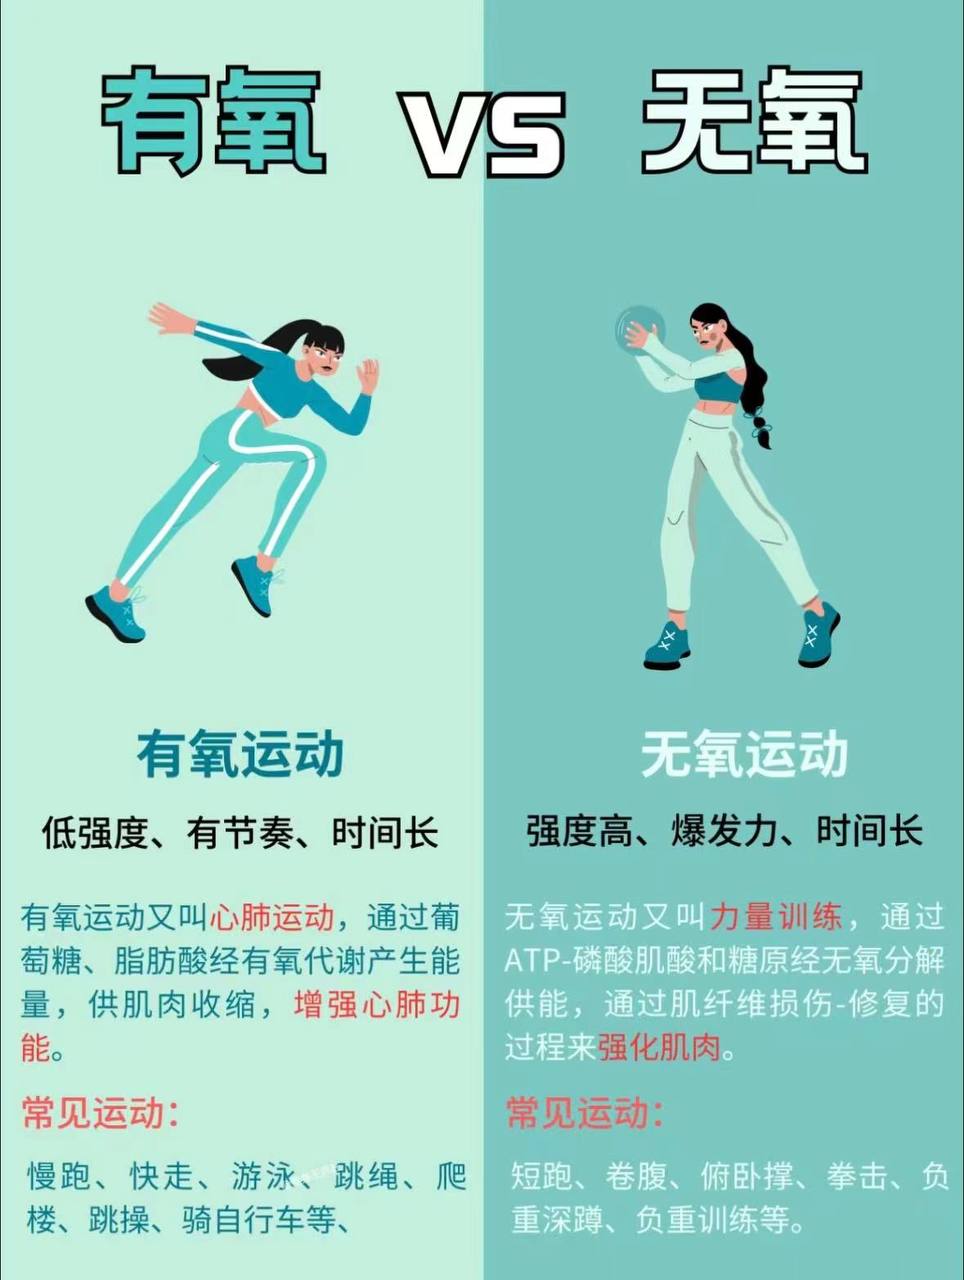 有氧 VS 无氧
有氧运动
低强度、有节奏、时间长
有氧运动又叫心肺运动，通过葡
萄糖、脂肪酸经有氧代谢产生能
量，供肌肉收缩，增强心肺功
能。
常见运动：
慢跑、快走、游泳、跳绳、爬
楼、跳操、骑自行车等、
无氧运动
强度高、爆发力、时间长
无氧运动又叫力量训练，通过
ATP-磷酸肌酸和糖原经无氧分解
供能，通过肌纤维损伤-修复的
过程来强化肌肉。
常见运动：
短跑、卷腹、俯卧撑、拳击、负
重深蹲、负重训练等。